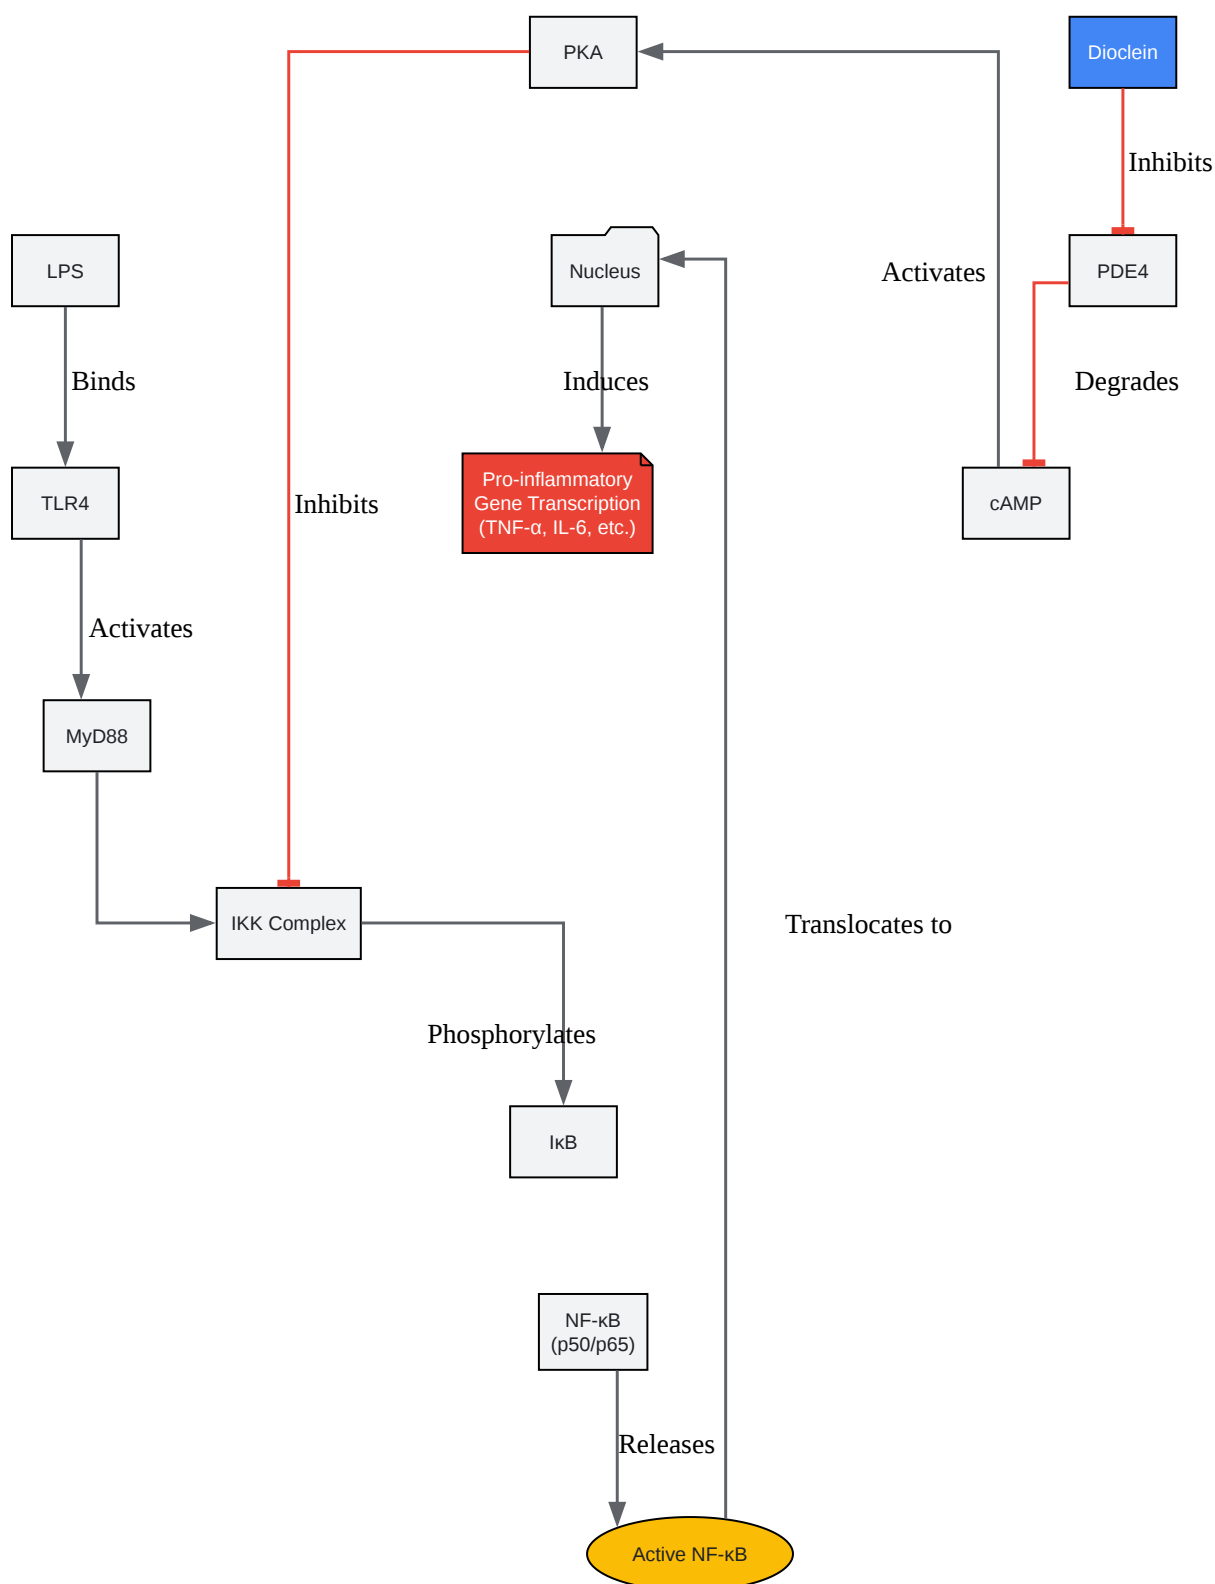 PKA
Dioclein
Inhibits
LPS
Nucleus
Activates
PDE4
Binds
Induces
Degrades
TLR4
Inhibits
Pro-inflammatory
Gene Transcription
(TNF-α, IL-6, etc.)
cAMP
Activates
MyD88
IKK Complex
Translocates to
Phosphorylates
IκB
NF-κB
(p50/p65)
Releases
Active NF-κB